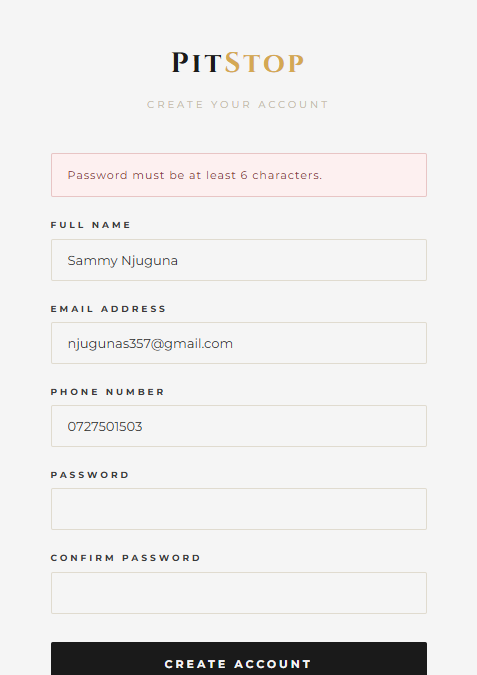 PITSTOP
CREATE YOUR ACCOUNT
Password must be at least 6 characters.
FULL NAME
Sammy Njuguna
EMAIL ADDRESS
njugunas357@gmail.com
PHONE NUMBER
0727501503
PASSWORD
CONFIRM PASSWORD
CREATE ACCOUNT